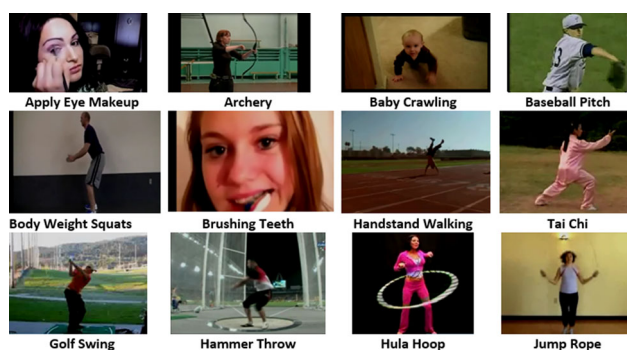 Apply Eye Makeup
Archery
Baby Crawling
Baseball Pitch
Body Weight Squats
Brushing Teeth
Handstand Walking
Tai Chi
Golf Swing
Hammer Throw
Hula Hoop
Jump Rope